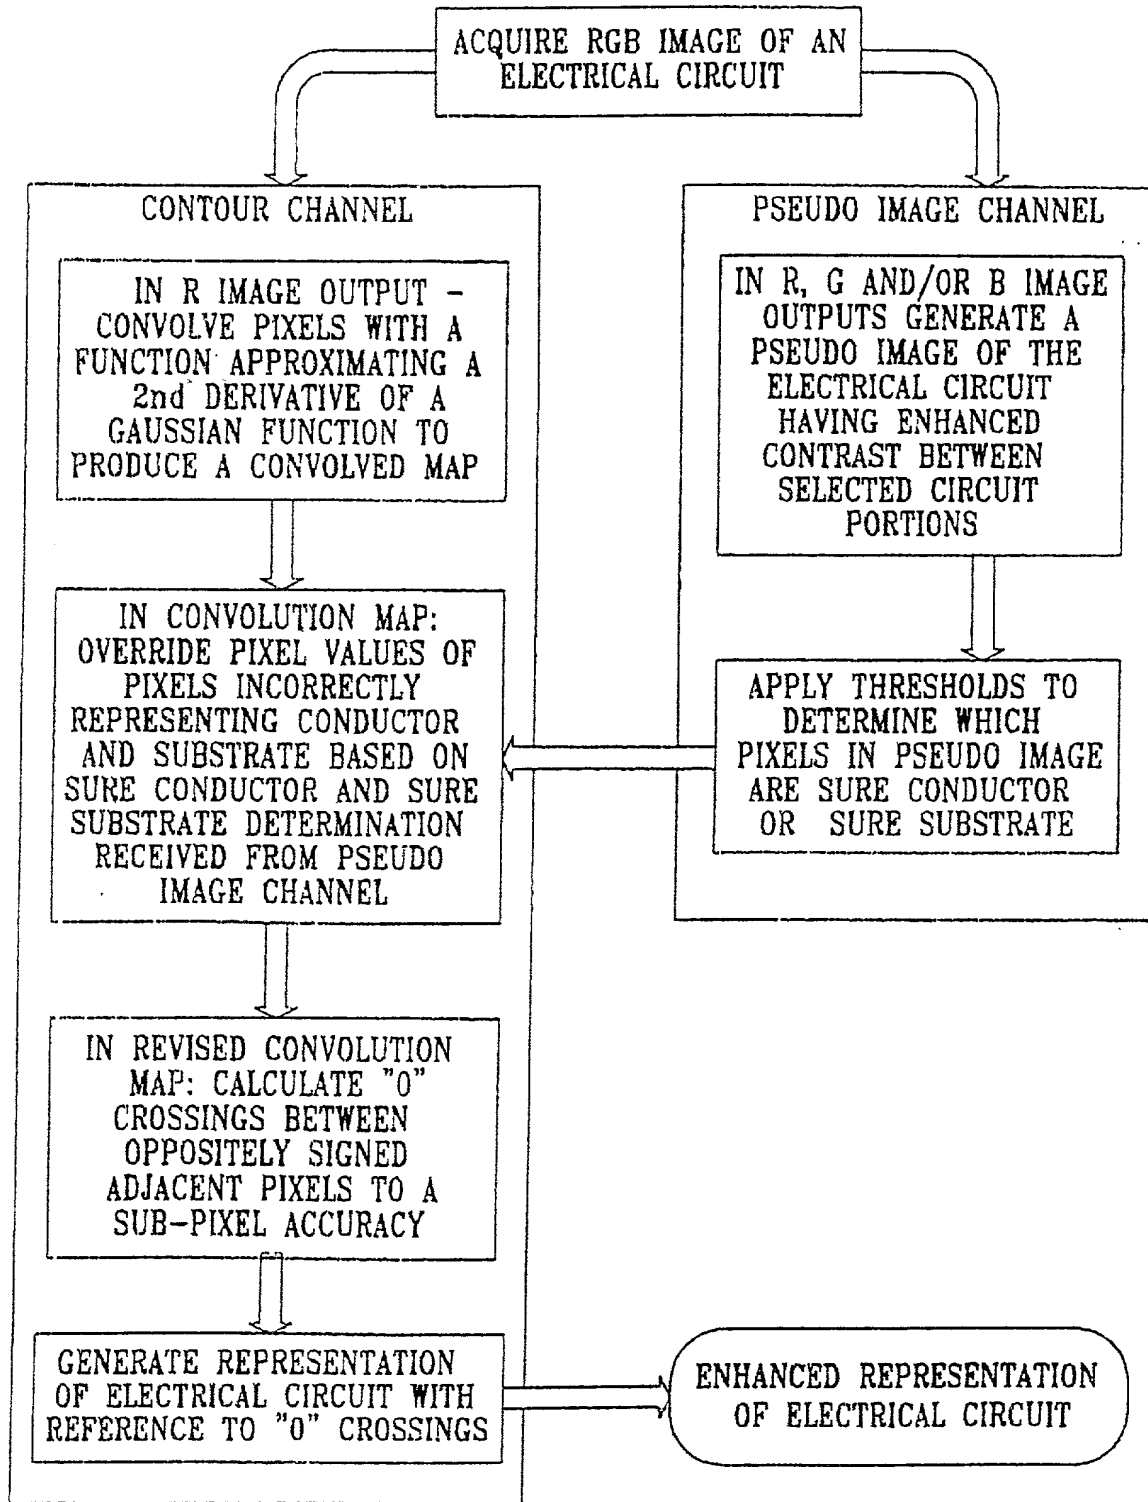 ACQUIRE RGB IMAGE OF AN
ELECTRICAL CIRCUIT
CONTOUR CHANNEL
IN R IMAGE OUTPUT -
CONVOLVE PIXELS WITH A
FUNCTION APPROXIMATING A
2nd DERIVATIVE OF A
GAUSSIAN FUNCTION TO
PRODUCE A CONVOLVED MAP
IN CONVOLUTION MAP:
OVERRIDE PIXEL VALUES OF
PIXELS INCORRECTLY
REPRESENTING CONDUCTOR
AND SUBSTRATE BASED ON
SURE CONDUCTOR AND SURE
SUBSTRATE DETERMINATION
RECEIVED FROM PSEUDO
IMAGE CHANNEL
IN REVISED CONVOLUTION
MAP: CALCULATE "0"
CROSSINGS BETWEEN
OPPOSITELY SIGNED
ADJACENT PIXELS TO A
SUB-PIXEL ACCURACY
GENERATE REPRESENTATION
OF ELECTRICAL CIRCUIT WITH
REFERENCE TO "0" CROSSINGS
PSEUDO IMAGE CHANNEL
IN R, G AND/OR B IMAGE
OUTPUTS GENERATE A
PSEUDO IMAGE OF THE
ELECTRICAL CIRCUIT
HAVING ENHANCED
CONTRAST BETWEEN
SELECTED CIRCUIT
PORTIONS
APPLY THRESHOLDS TO
DETERMINE WHICH
PIXELS IN PSEUDO IMAGE
ARE SURE CONDUCTOR
OR SURE SUBSTRATE
ENHANCED REPRESENTATION
OF ELECTRICAL CIRCUIT